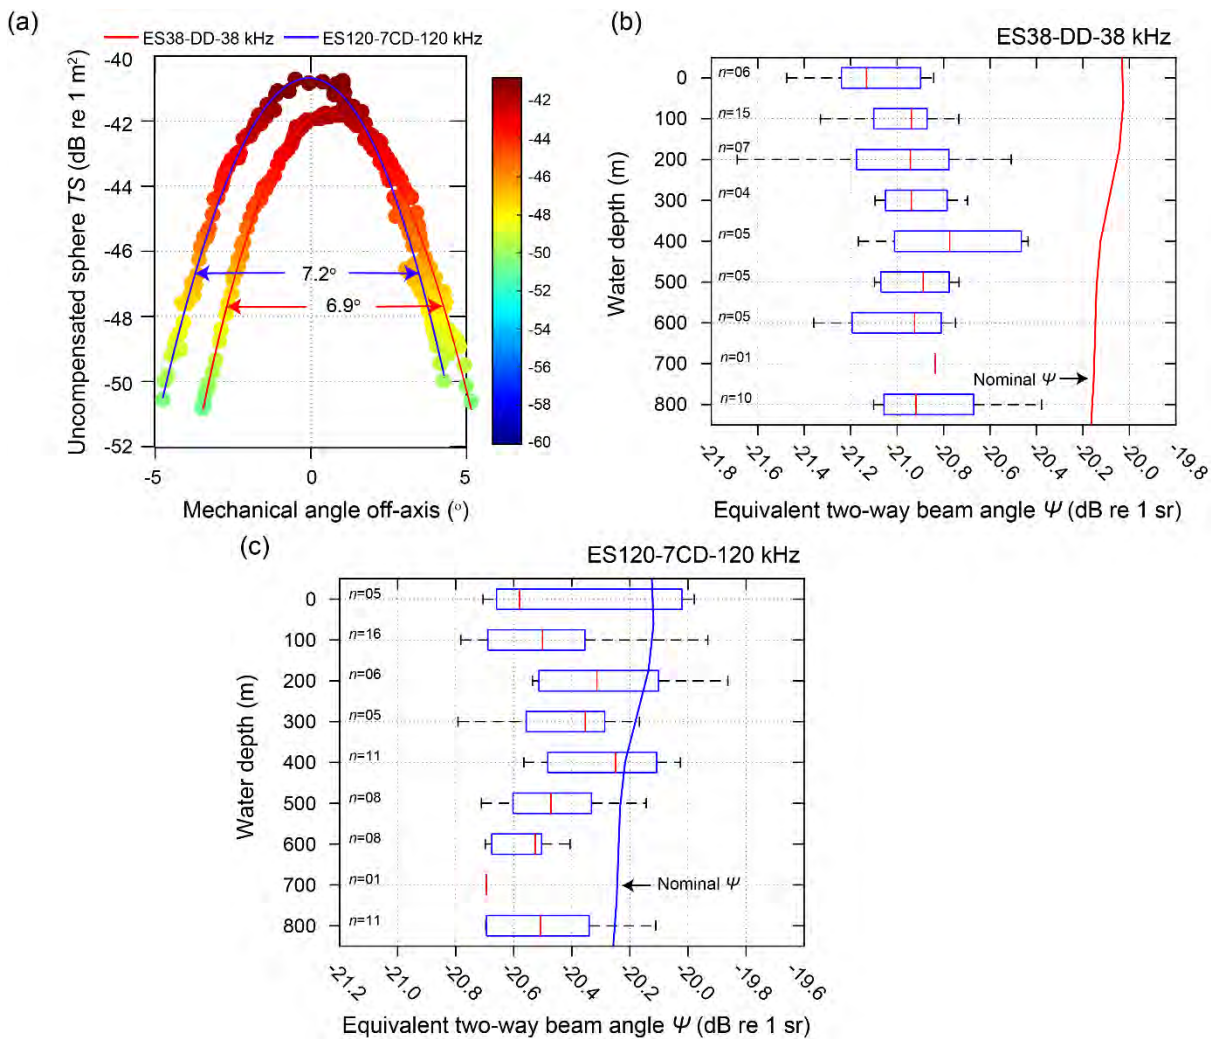 (a)
ES38-DD-38 kHz ES120-7CD-120 kHz
-40
-42
-44
-46
-48
-50
-52
Uncompensated sphere TS (dB re 1 m²)
7.2°
6.9°
-5 0 5
Mechanical angle off-axis (°)
-42
-44
-46
-48
-50
-52
-54
-56
-58
-60
(b)
ES38-DD-38 kHz
0 n=06
100 n=15
200 n=07
300 n=04
400 n=05
500 n=05
600 n=05
700 n=01
800 n=10
Water depth (m)
Nominal Ψ
-21.8 -21.6 -21.4 -21.2 -21.0 -20.8 -20.6 -20.4 -20.2 -20.0 -19.8
Equivalent two-way beam angle Ψ (dB re 1 sr)
(c)
ES120-7CD-120 kHz
0 n=05
100 n=16
200 n=06
300 n=05
400 n=11
500 n=08
600 n=08
700 n=01
800 n=11
Water depth (m)
Nominal Ψ
-21.2 -21.0 -20.8 -20.6 -20.4 -20.2 -20.0 -19.8 -19.6
Equivalent two-way beam angle Ψ (dB re 1 sr)